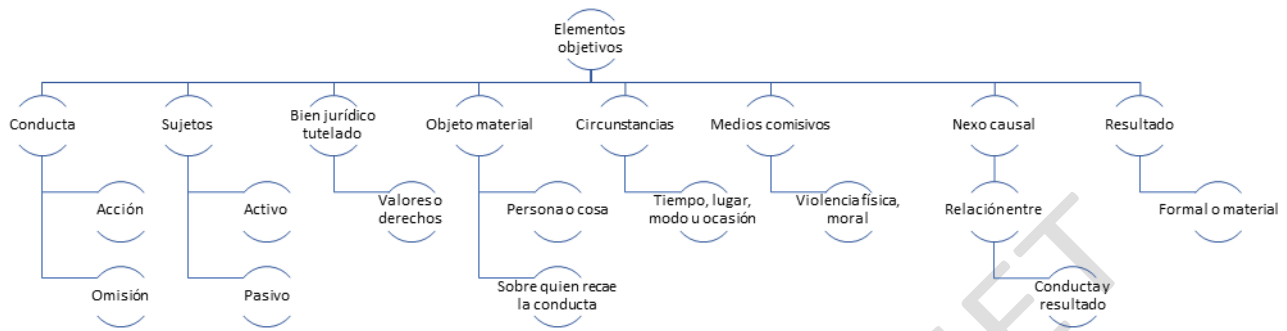 Elementos
objetivos
Conducta
Sujetos
Bien jurídico
tutelado
Objeto material
Circunstancias
Medios comisivos
Nexo causal
Resultado
Acción
Activo
Valores o
derechos
Persona o cosa
Tiempo, lugar,
modo u ocasión
Violencia física,
moral
Relación entre
Formal o material
Omisión
Pasivo
Sobre quien recae
la conducta
Conducta y
resultado